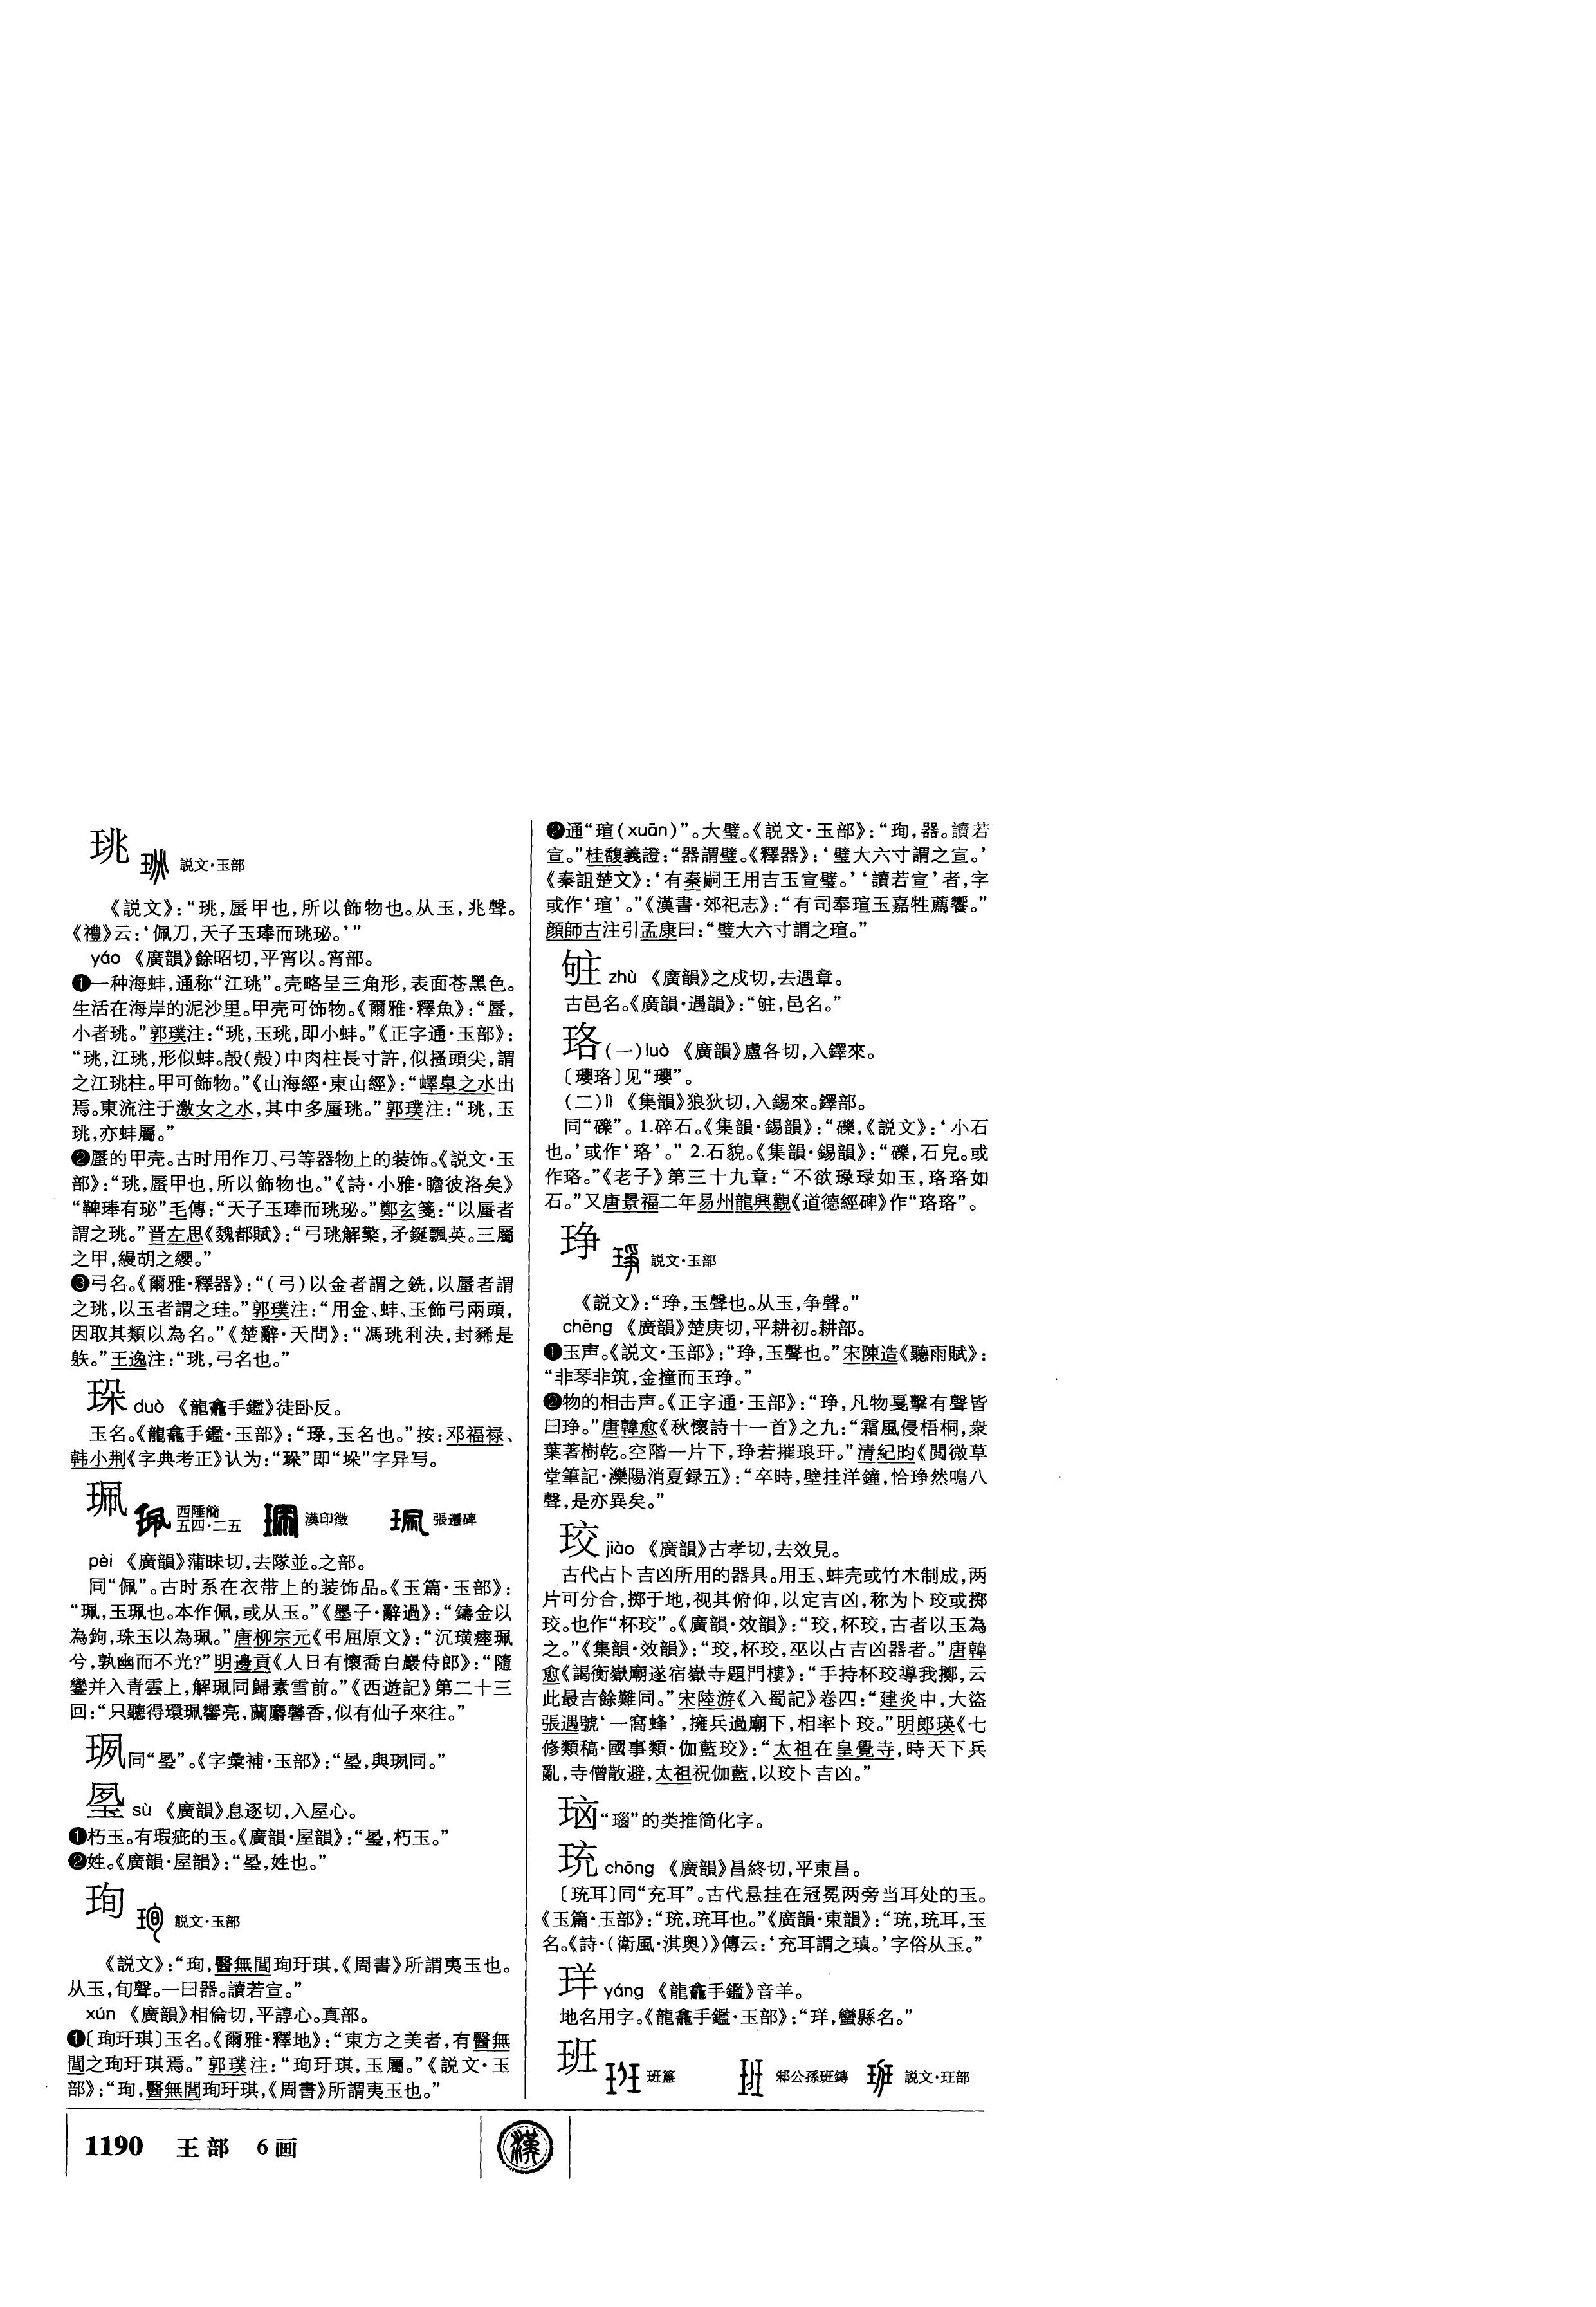 珧 説文·玉部
《説文》：“珧，蜃甲也，所以飾物也。从玉，兆聲。
《禮》云：‘佩刀，天子玉琫而珧珌。’”
yáo 《廣韻》餘昭切，平宵以。宵部。
❶一种海蚌，通称“江珧”。壳略呈三角形，表面苍黑色。
生活在海岸的泥沙里。甲壳可饰物。《爾雅·釋魚》：“蜃，
小者珧。”郭璞注：“珧，玉珧，即小蚌。”《正字通·玉部》：
“珧，江珧，形似蚌。殻（殼）中肉柱長寸許，似搔頭尖，謂
之江珧柱。甲可飾物。”《山海經·東山經》：“嶧臯之水出
焉。東流注于激女之水，其中多蜃珧。”郭璞注：“珧，玉
珧，亦蚌屬。”
❷蜃的甲壳。古时用作刀、弓等器物上的装饰。《説文·玉
部》：“珧，蜃甲也，所以飾物也。”《詩·小雅·瞻彼洛矣》
“鞞琫有珌”毛傳：“天子玉琫而珧珌。”鄭玄箋：“以蜃者
謂之珧。”晋左思《魏都賦》：“弓珧解檠，矛鋋飄英。三屬
之甲，縵胡之纓。”
❸弓名。《爾雅·釋器》：“（弓）以金者謂之銑，以蜃者謂
之珧，以玉者謂之珪。”郭璞注：“用金、蚌、玉飾弓兩頭，
因取其類以為名。”《楚辭·天問》：“馮珧利決，封豨是
䠶。”王逸注：“珧，弓名也。”
duò 《龍龕手鑑》徒卧反。
玉名。《龍龕手鑑·玉部》：“，玉名也。”按：邓福禄、
韩小荆《字典考正》认为：“”即“垛”字异写。
珮 西陲簡五四·二五 漢印徵 張遷碑
pèi 《廣韻》蒲昧切，去隊並。之部。
同“佩”。古时系在衣带上的装饰品。《玉篇·玉部》：
“珮，玉珮也。本作佩，或从玉。”《墨子·辭過》：“鑄金以
為鉤，珠玉以為珮。”唐柳宗元《弔屈原文》：“沉璜瘞珮
兮，孰幽而不光？”明邊貢《人日有懷喬白巖侍郎》：“隨
鑾并入青雲上，解珮同歸素雪前。”《西遊記》第二十三
回：“只聽得環珮響亮，蘭麝馨香，似有仙子來往。”
同“”。《字彙補·玉部》：“，與同。”
sù 《廣韻》息逐切，入屋心。
❶朽玉。有瑕疵的玉。《廣韻·屋韻》：“，朽玉。”
❷姓。《廣韻·屋韻》：“，姓也。”
珣 説文·玉部
《説文》：“珣，醫無閭珣玗琪，《周書》所謂夷玉也。
从玉，旬聲。一曰器。讀若宣。”
xún 《廣韻》相倫切，平諄心。真部。
❶〔珣玗琪〕玉名。《爾雅·釋地》：“東方之美者，有醫無
閭之珣玗琪焉。”郭璞注：“珣玗琪，玉屬。”《説文·玉
部》：“珣，醫無閭珣玗琪，《周書》所謂夷玉也。”
❷通“瑄（xuān）”。大璧。《説文·玉部》：“珣，器。讀若
宣。”桂馥義證：“器謂璧。《釋器》：‘璧大六寸謂之宣。’
《秦詛楚文》：‘有秦嗣王用吉玉宣璧。’‘讀若宣’者，字
或作‘瑄’。”《漢書·郊祀志》：“有司奉瑄玉嘉牲薦饗。”
顔師古注引孟康曰：“璧大六寸謂之瑄。”
zhù 《廣韻》之戍切，去遇章。
古邑名。《廣韻·遇韻》：“，邑名。”
珞（一）luò 《廣韻》盧各切，入鐸來。
〔瓔珞〕见“瓔”。
（二）lì 《集韻》狼狄切，入錫來。鐸部。
同“礫”。1.碎石。《集韻·錫韻》：“礫，《説文》：‘小石
也。’或作‘珞’。” 2.石貌。《集韻·錫韻》：“礫，石皃。或
作珞。”《老子》第三十九章：“不欲琭琭如玉，珞珞如
石。”又唐景福二年易州龍興觀《道德經碑》作“珞珞”。
琤 説文·玉部
《説文》：“琤，玉聲也。从玉，争聲。”
chēng 《廣韻》楚庚切，平耕初。耕部。
❶玉声。《説文·玉部》：“琤，玉聲也。”宋陳造《聽雨賦》：
“非琴非筑，金撞而玉琤。”
❷物的相击声。《正字通·玉部》：“琤，凡物戛擊有聲皆
曰琤。”唐韓愈《秋懷詩十一首》之九：“霜風侵梧桐，衆
葉著樹乾。空階一片下，琤若摧琅玕。”清紀昀《閲微草
堂筆記·灤陽消夏録五》：“卒時，壁挂洋鐘，恰琤然鳴八
聲，是亦異矣。”
珓 jiào 《廣韻》古孝切，去效見。
古代占卜吉凶所用的器具。用玉、蚌壳或竹木制成，两
片可分合，掷于地，视其俯仰，以定吉凶，称为卜珓或掷
珓。也作“杯珓”。《廣韻·效韻》：“珓，杯珓，古者以玉為
之。”《集韻·效韻》：“珓，杯珓，巫以占吉凶器者。”唐韓
愈《謁衡嶽廟遂宿嶽寺題門樓》：“手持杯珓導我擲，云
此最吉餘難同。”宋陸游《入蜀記》卷四：“建炎中，大盜
張遇號‘一窩蜂’，擁兵過廟下，相率卜珓。”明郎瑛《七
修類稿·國事類·伽藍珓》：“太祖在皇覺寺，時天下兵
亂，寺僧散避，太祖祝伽藍，以珓卜吉凶。”
“瑙”的类推简化字。
珫 chōng 《廣韻》昌終切，平東昌。
〔珫耳〕同“充耳”。古代悬挂在冠冕两旁当耳处的玉。
《玉篇·玉部》：“珫，珫耳也。”《廣韻·東韻》：“珫，珫耳，玉
名。《詩·（衛風·淇奥）》傳云：‘充耳謂之瑱。’字俗从玉。”
珜 yáng 《龍龕手鑑》音羊。
地名用字。《龍龕手鑑·玉部》：“珜，蠻縣名。”
班 班簋 邾公孫班鎛 説文·玨部
1190 王部 6画
漢